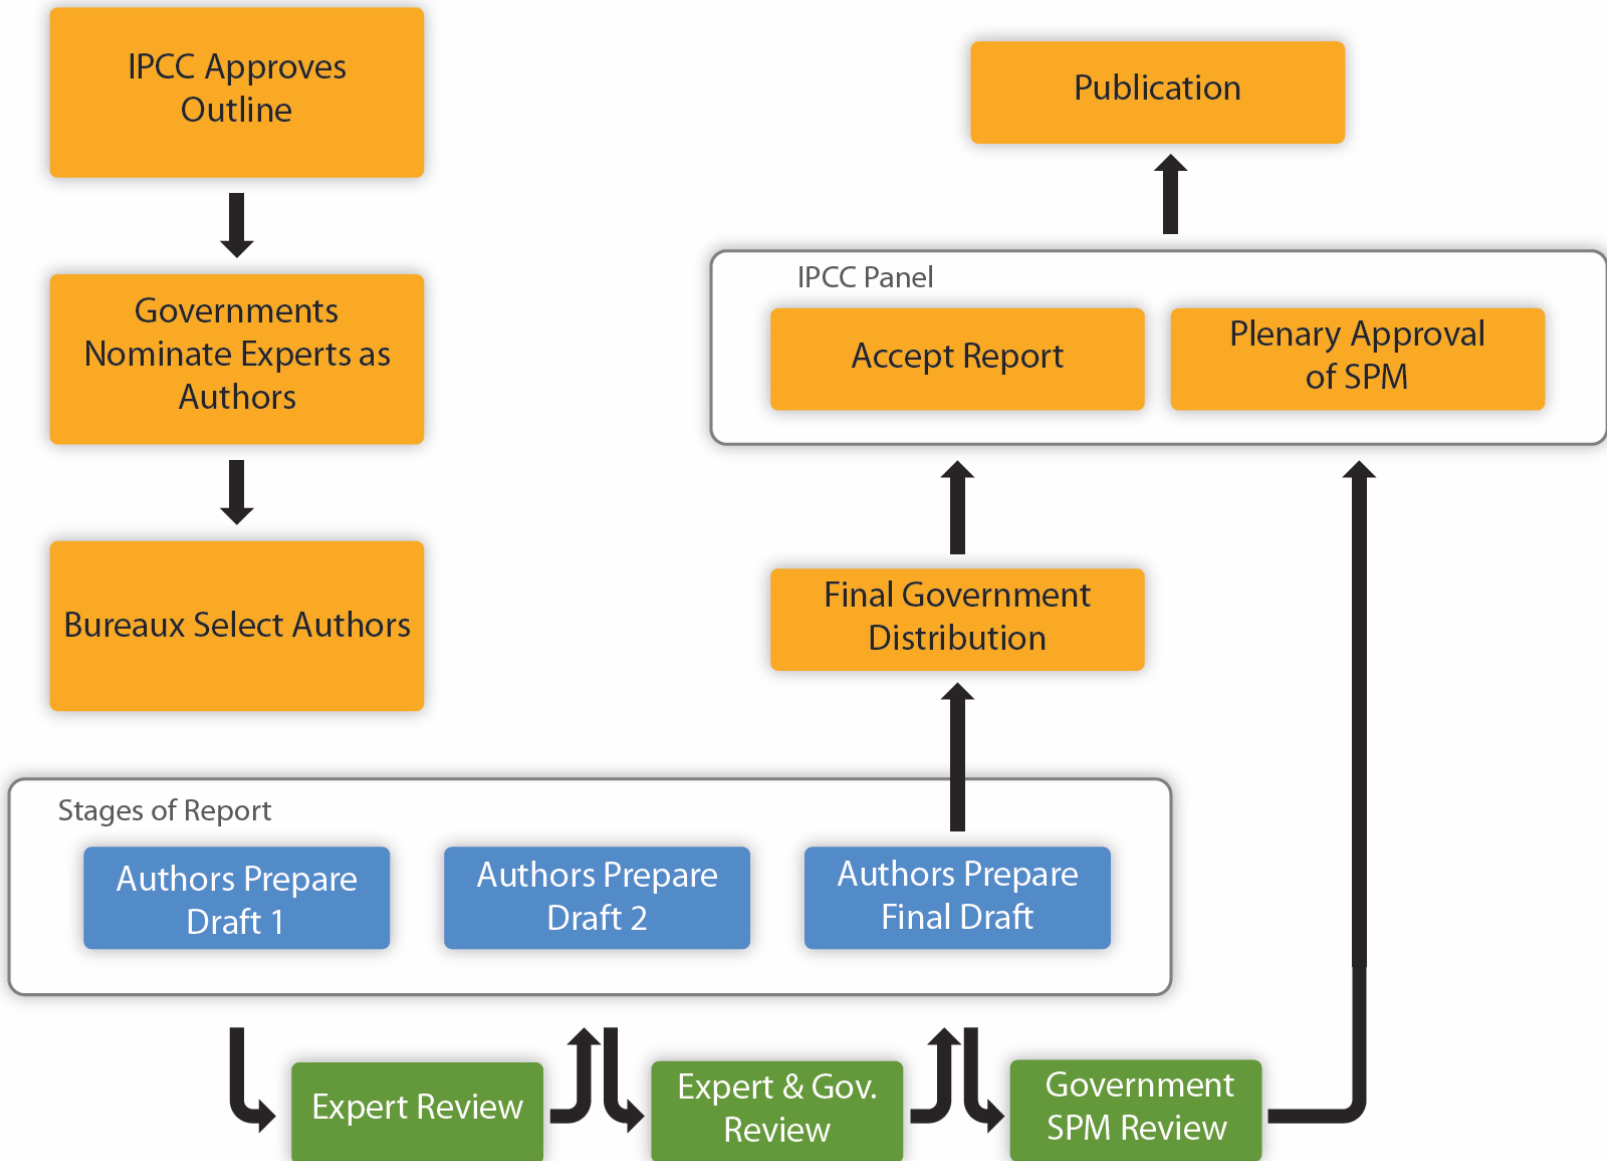 IPCC Approves
Outline
Governments
Nominate Experts as
Authors
Bureaux Select Authors
Stages of Report
Authors Prepare
Draft 1
Authors Prepare
Draft 2
Authors Prepare
Final Draft
Expert Review
Expert & Gov.
Review
Government
SPM Review
Final Government
Distribution
IPCC Panel
Accept Report
Plenary Approval
of SPM
Publication